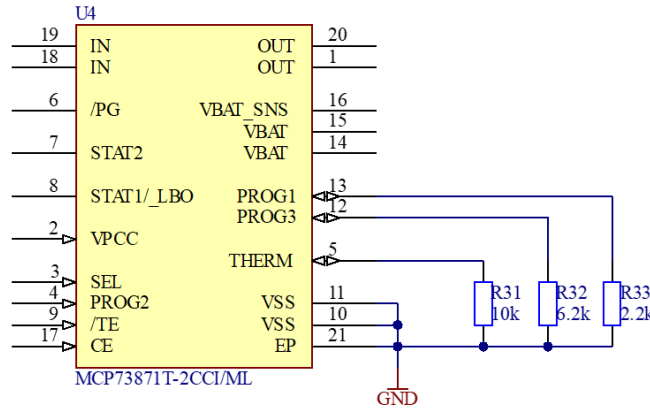 U4
19 IN OUT 20
18 IN OUT 1
6 /PG VBAT_SNS 16
VBAT 15
7 STAT2 VBAT 14
8 STAT1/_LBO PROG1 13
PROG3 12
2 VPCC
THERM 5
3 SEL
4 PROG2 VSS 11
9 /TE VSS 10
17 CE EP 21
R31 R32 R33
10k 6.2k 2.2k
MCP73871T-2CCI/ML
GND